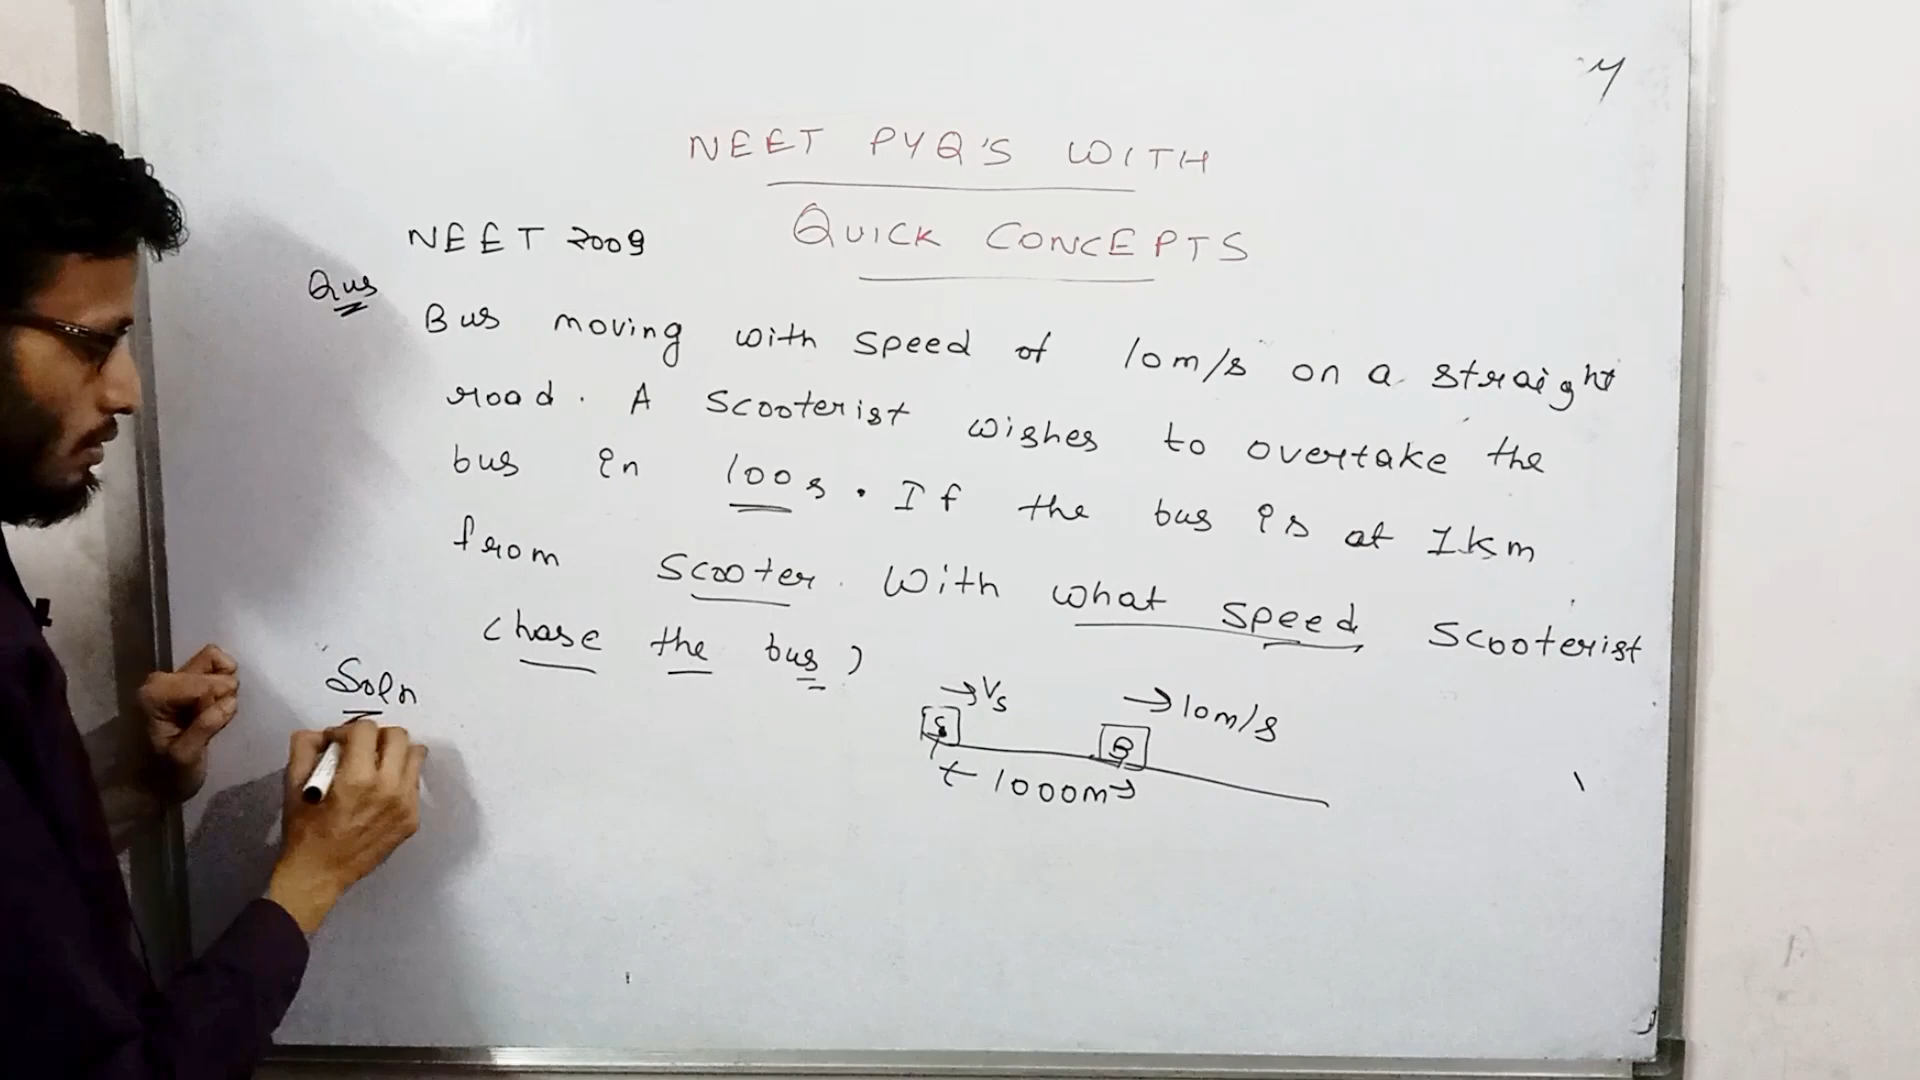 NEET PYQ'S WITH
QUICK CONCEPTS
NEET 2009
Qus
Bus moving with speed of 10m/s on a straight
road. A Scooterist wishes to overtake the
bus in 100s. If the bus is at 1km
from Scooter. With what speed Scooterist
chase the bus?
Soln
→Vs
→10m/s
S
B
← 1000m→